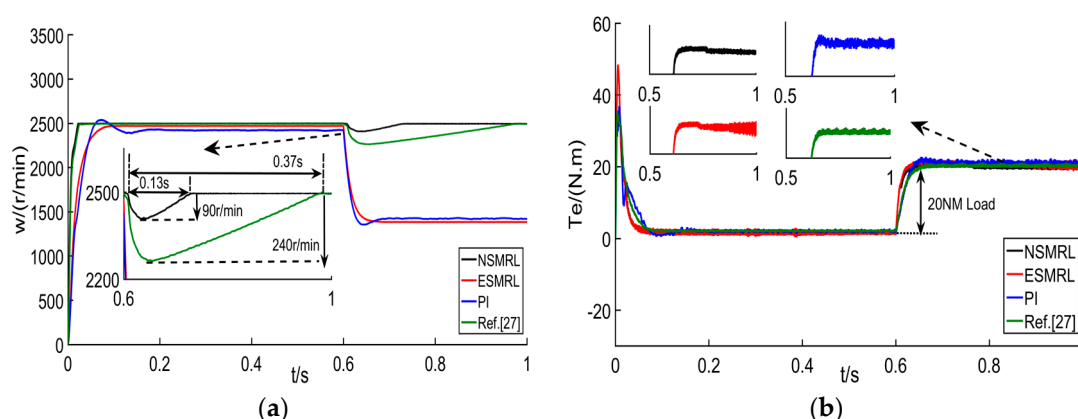 (a)
w/(r/min)
3500
3000
2500
2000
1500
1000
500
0
0.37s
0.13s
2500
90r/min
240r/min
2200
0.6
1
NSMRL
ESMRL
PI
Ref.[27]
0
0.2
0.4
0.6
0.8
1
t/s
(a)
(b)
Te/(N.m)
60
40
20
0
-20
0.5
1
0.5
1
0.5
1
0.5
1
20NM Load
NSMRL
ESMRL
PI
Ref.[27]
0
0.2
0.4
0.6
0.8
1
t/s
(b)